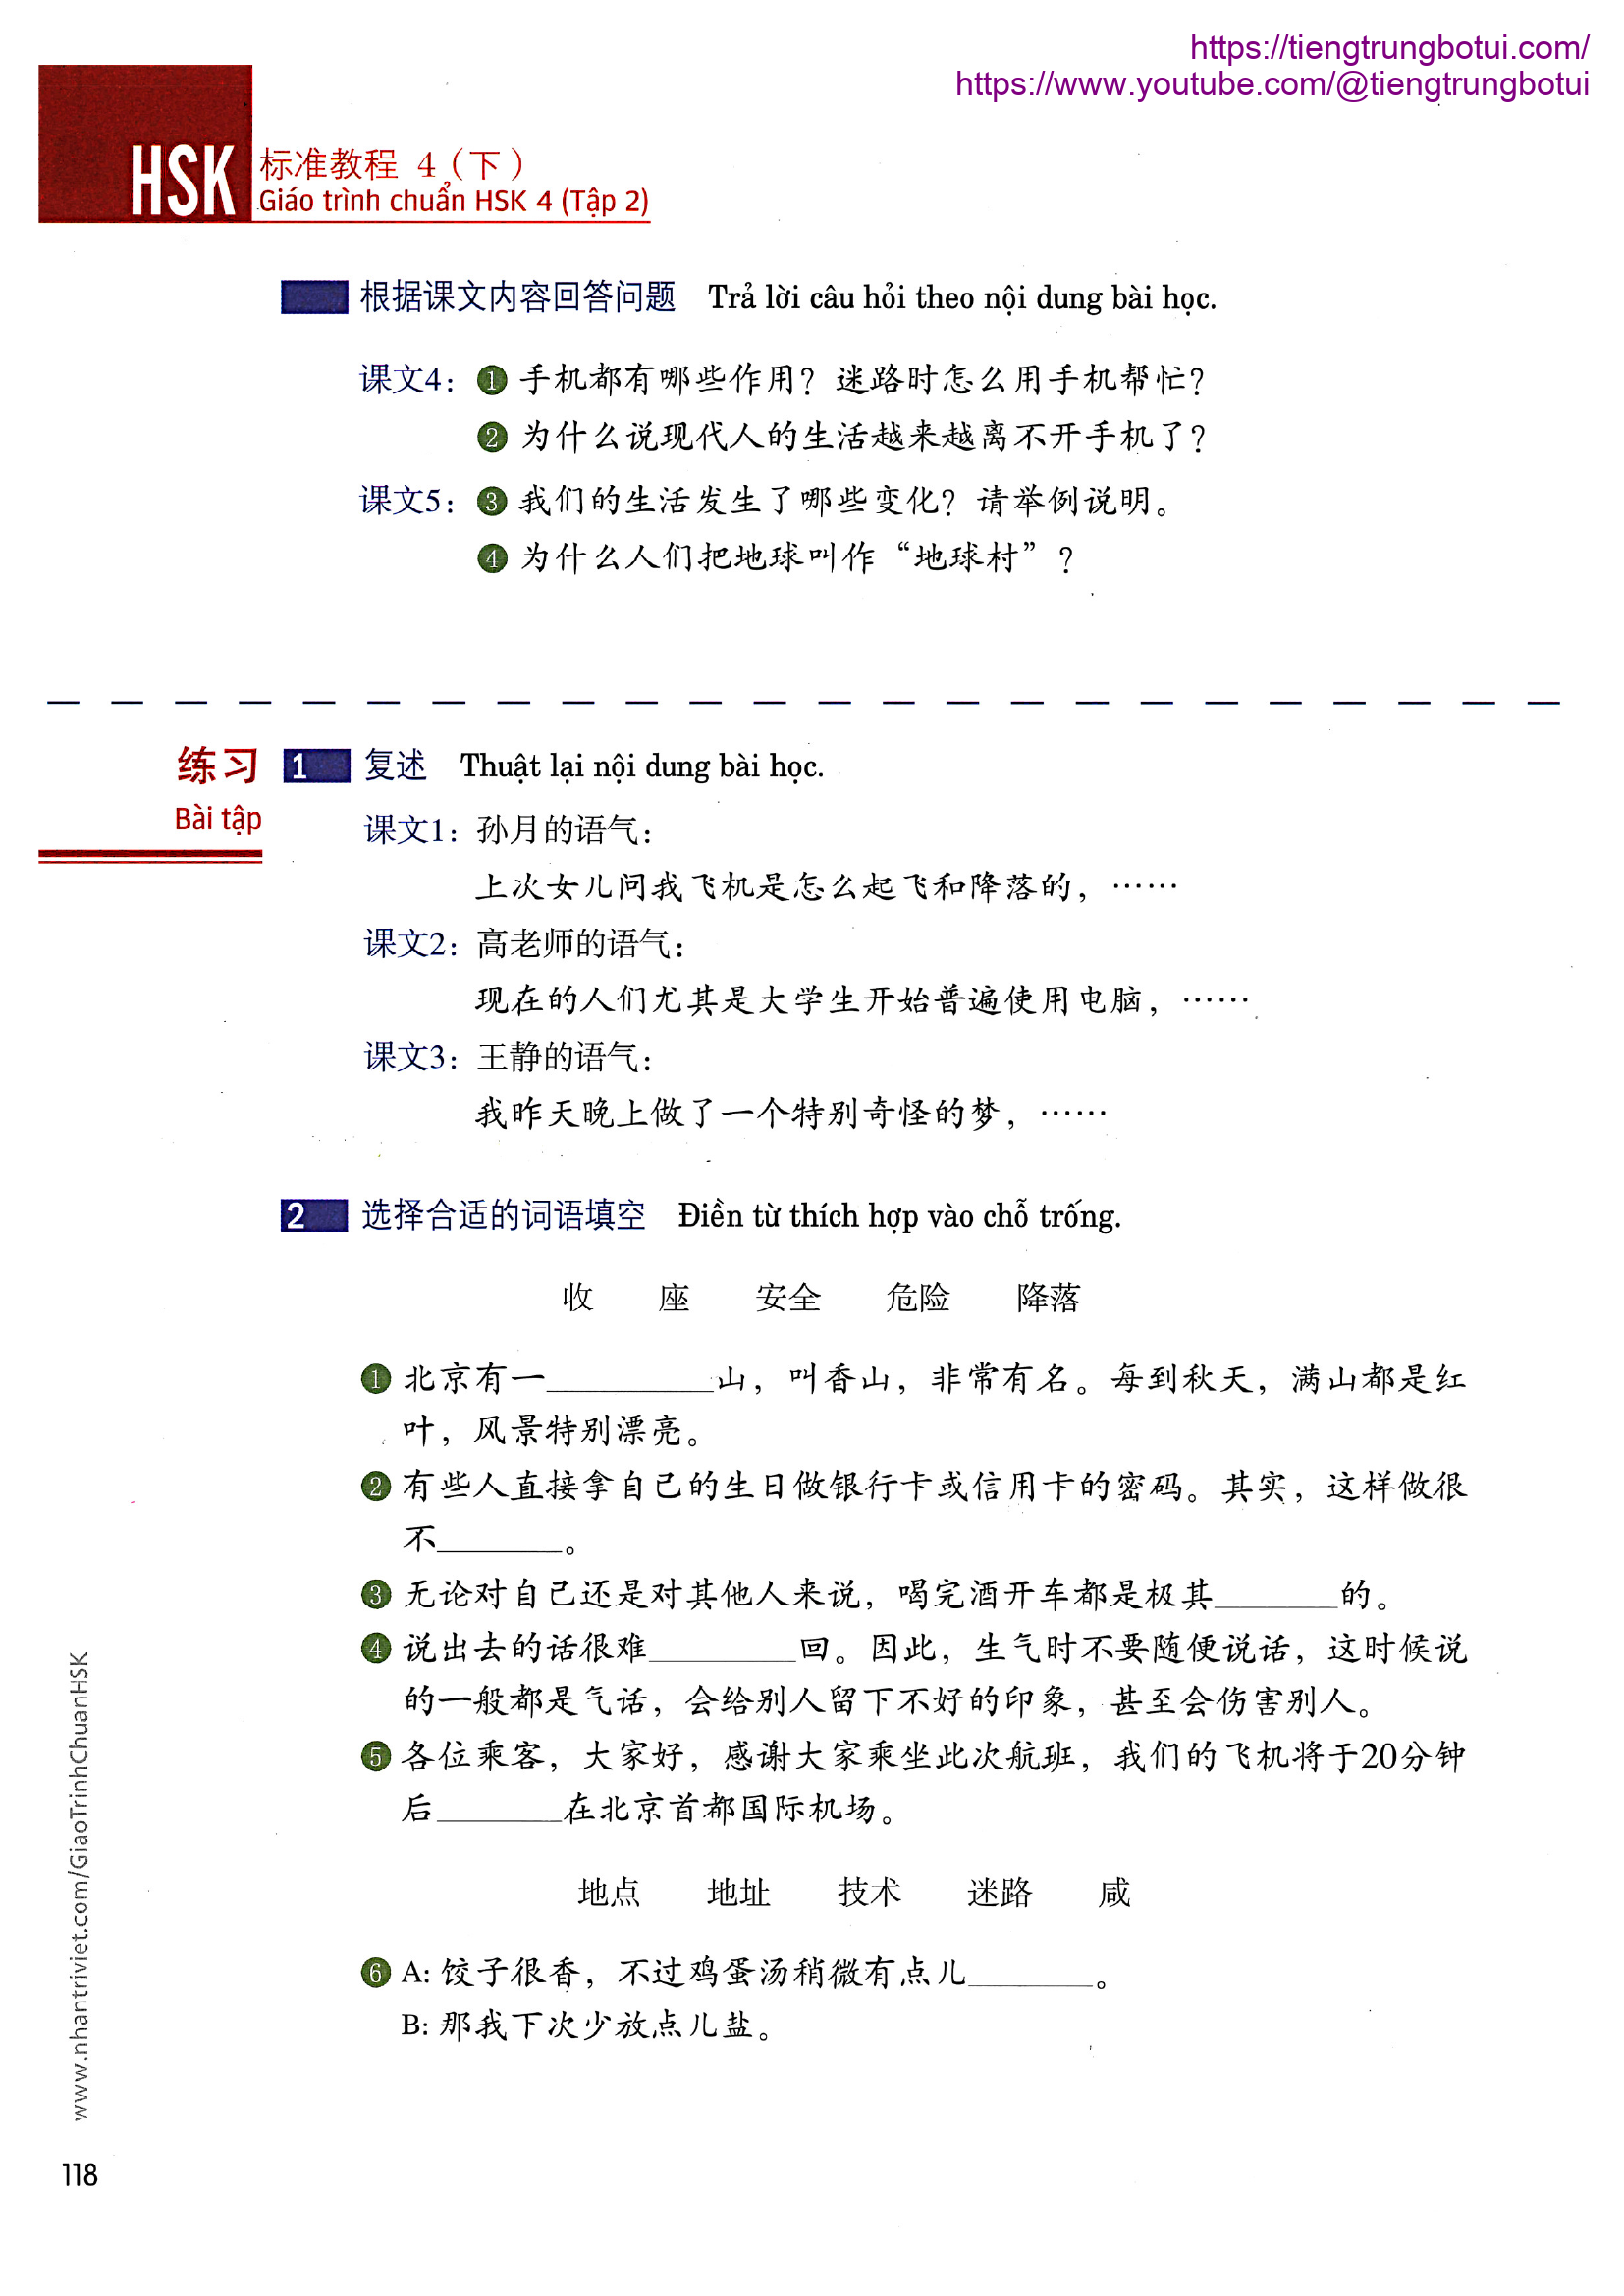 https://tiengtrungbotui.com/
https://www.youtube.com/@tiengtrungbotui
HSK 标准教程 4（下）
Giáo trình chuẩn HSK 4 (Tập 2)
根据课文内容回答问题 Trả lời câu hỏi theo nội dung bài học.
课文4： 1 手机都有哪些作用？迷路时怎么用手机帮忙？
2 为什么说现代人的生活越来越离不开手机了？
课文5： 3 我们的生活发生了哪些变化？请举例说明。
4 为什么人们把地球叫作“地球村”？
练习 1 复述 Thuật lại nội dung bài học.
Bài tập
课文1：孙月的语气：
上次女儿问我飞机是怎么起飞和降落的，……
课文2：高老师的语气：
现在的人们尤其是大学生开始普遍使用电脑，……
课文3：王静的语气：
我昨天晚上做了一个特别奇怪的梦，……
2 选择合适的词语填空 Điền từ thích hợp vào chỗ trống.
收 座 安全 危险 降落
1 北京有一__________山，叫香山，非常有名。每到秋天，满山都是红
叶，风景特别漂亮。
2 有些人直接拿自己的生日做银行卡或信用卡的密码。其实，这样做很
不________。
3 无论对自己还是对其他人来说，喝完酒开车都是极其________的。
4 说出去的话很难_________回。因此，生气时不要随便说话，这时候说
的一般都是气话，会给别人留下不好的印象，甚至会伤害别人。
5 各位乘客，大家好，感谢大家乘坐此次航班，我们的飞机将于20分钟
后________在北京首都国际机场。
地点 地址 技术 迷路 咸
6 A: 饺子很香，不过鸡蛋汤稍微有点儿________。
B: 那我下次少放点儿盐。
www.nhantriviet.com/GiaoTrinhChuanHSK
118